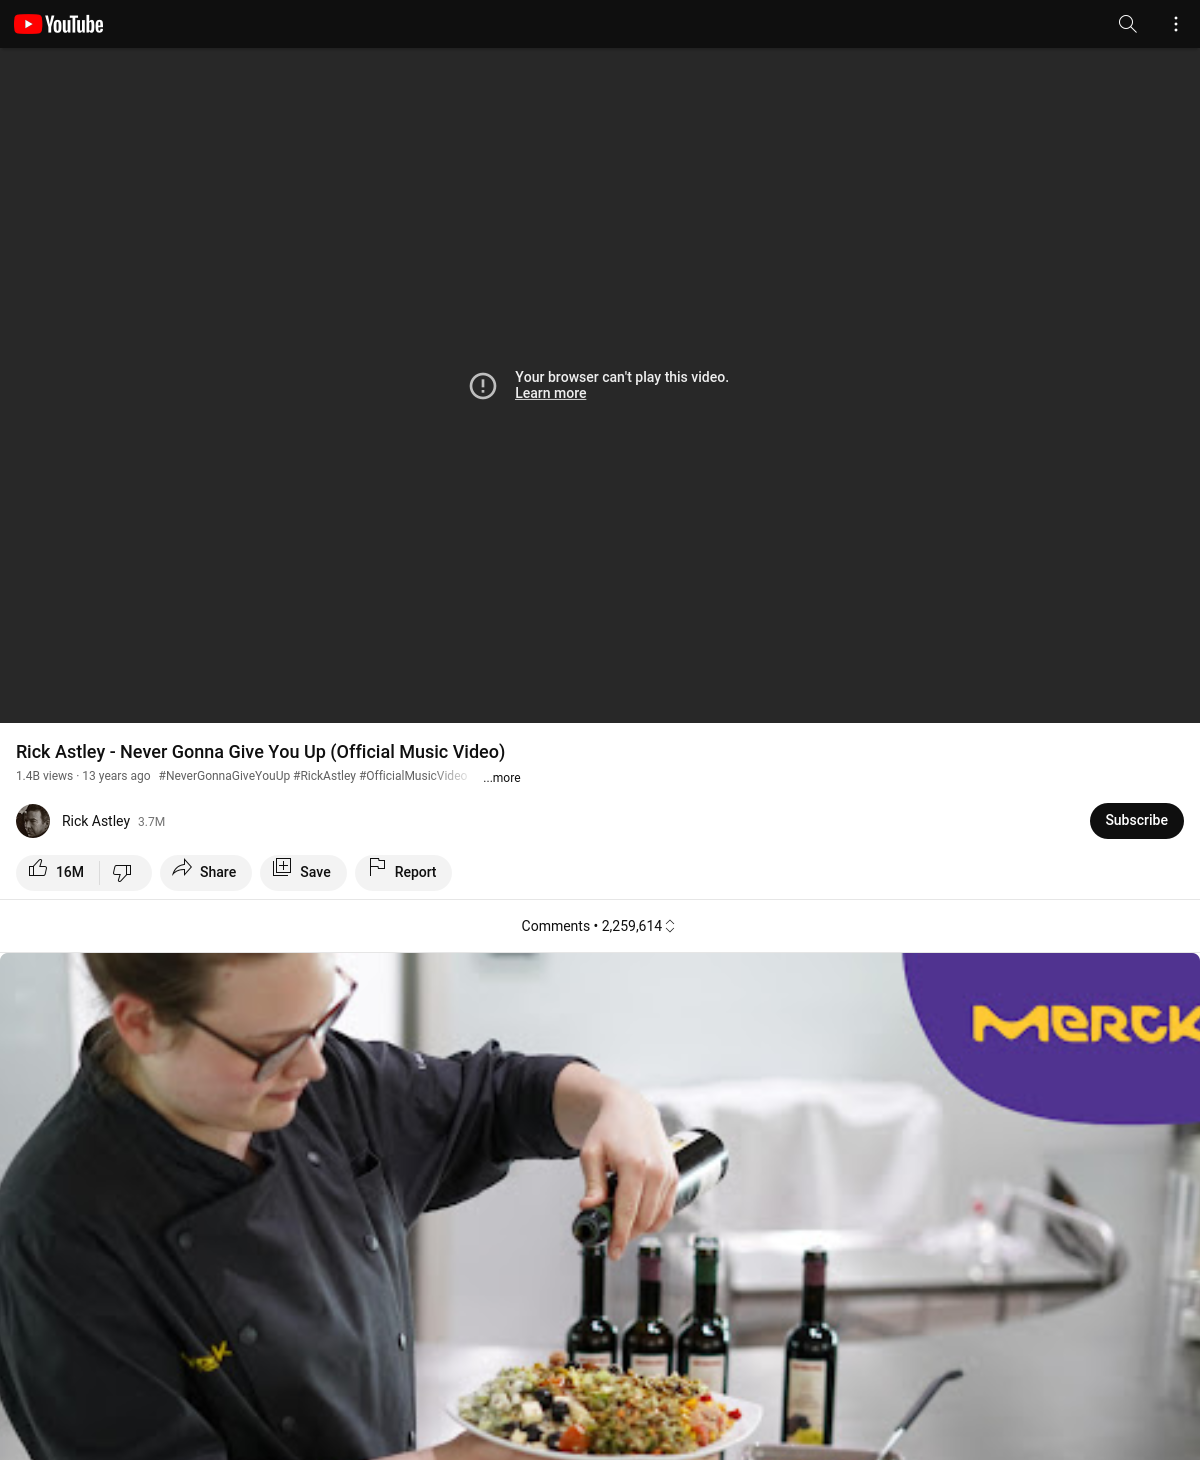 YouTube
Your browser can't play this video.
Learn more
Rick Astley - Never Gonna Give You Up (Official Music Video)
1.4B views · 13 years ago #NeverGonnaGiveYouUp #RickAstley #OfficialMusicVideo ...more
Rick Astley 3.7M
Subscribe
16M
Share
Save
Report
Comments • 2,259,614
MERCK